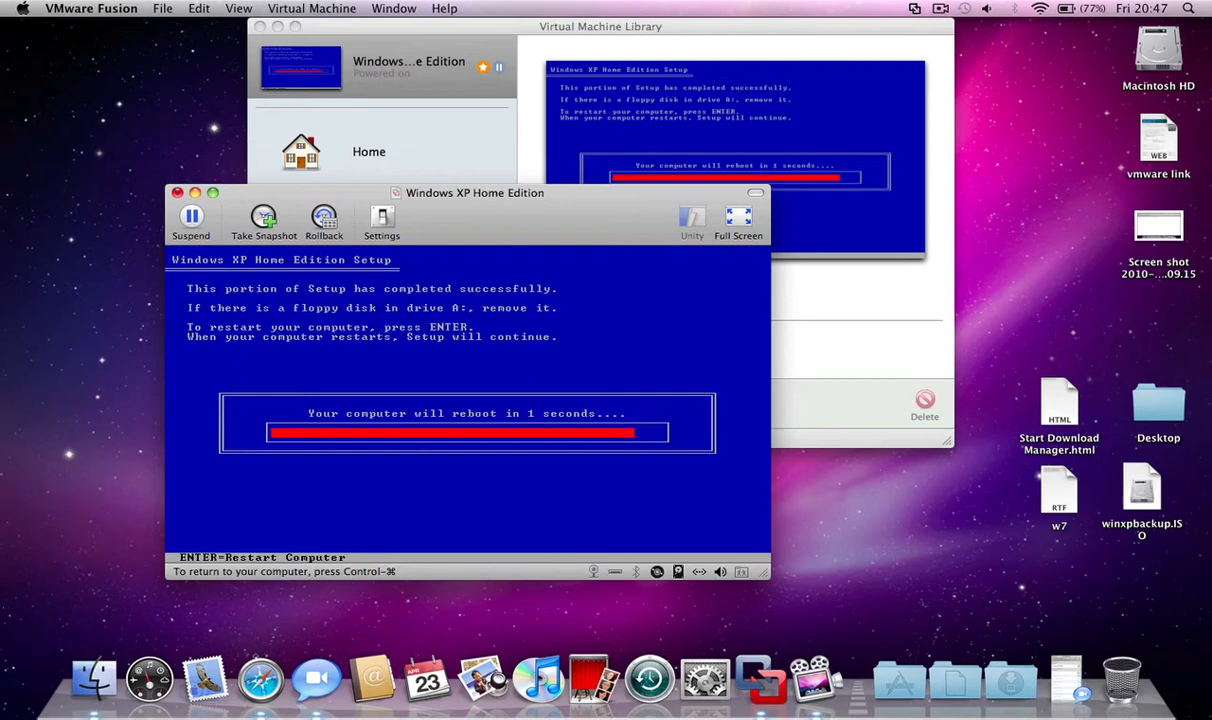 VMware Fusion File Edit View Virtual Machine Window Help (77%) Fri 20:47
Virtual Machine Library
Windows...e Edition
Powered on
Home
Windows XP Home Edition Setup
This portion of Setup has completed successfully.
If there is a floppy disk in drive A:, remove it.
To restart your computer, press ENTER.
When your computer restarts, Setup will continue.
Your computer will reboot in 1 seconds....
Delete
Windows XP Home Edition
Suspend Take Snapshot Rollback Settings Unity Full Screen
Windows XP Home Edition Setup
This portion of Setup has completed successfully.
If there is a floppy disk in drive A:, remove it.
To restart your computer, press ENTER.
When your computer restarts, Setup will continue.
Your computer will reboot in 1 seconds....
ENTER=Restart Computer
To return to your computer, press Control-⌘
Macintosh HD
WEB
vmware link
Screen shot
2010-....09.15
HTML
Start Download
Manager.html
Desktop
RTF
w7
winxpbackup.IS
O
APR
23